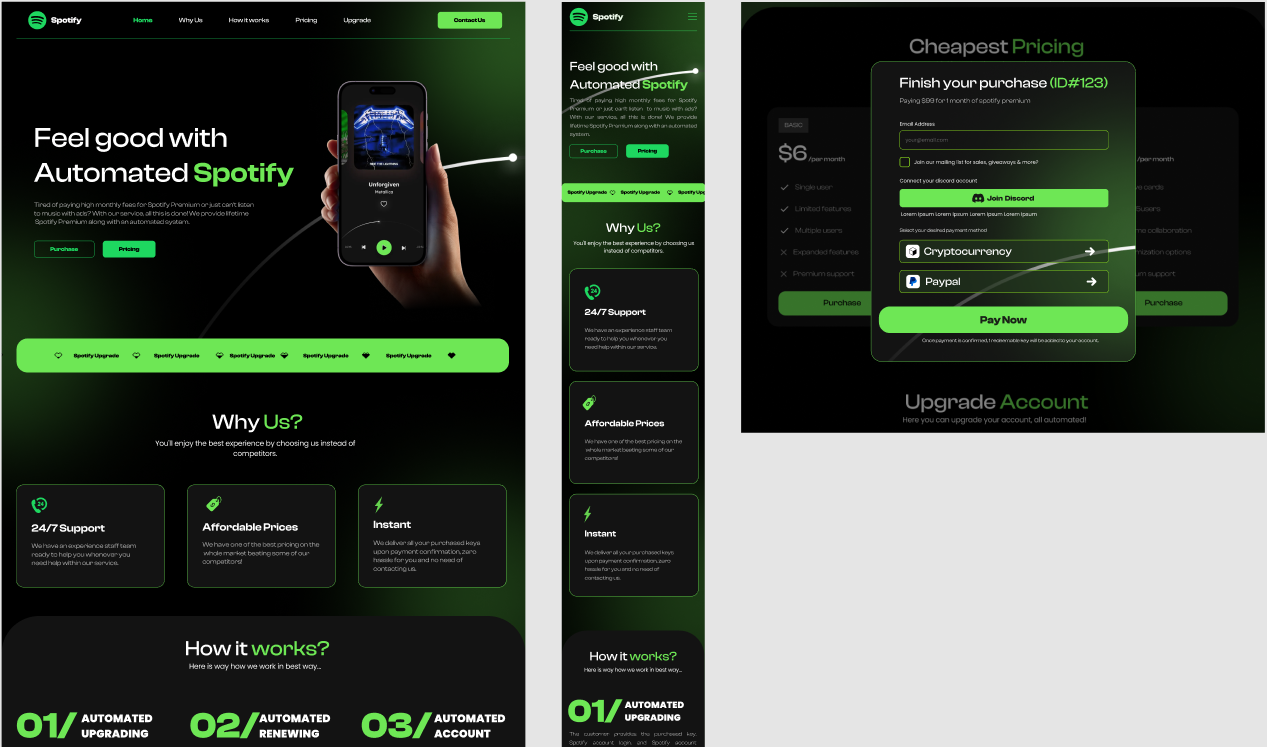 Spotify
Home
Why Us
How it works
Pricing
Upgrade
Contact Us
Feel good with
Automated Spotify
Tired of paying high monthly fees for Spotify Premium or just can't listen
to music with ads? With our service, all this is done! We provide lifetime
Spotify Premium along with an automated system.
Purchase
Pricing
RIDE THE LIGHTNING
Unforgiven
Metallica
Spotify Upgrade
Spotify Upgrade
Spotify Upgrade
Spotify Upgrade
Spotify Upgrade
Why Us?
You'll enjoy the best experience by choosing us instead of
competitors.
24
24/7 Support
We have an experience staff team
ready to help you whenever you
need help within our service.
Affordable Prices
We have one of the best pricing on the
whole market beating some of our
competitors!
Instant
We deliver all your purchased keys
upon payment confirmation, zero
hassle for you and no need of
contacting us.
How it works?
Here is way how we work in best way...
01/ AUTOMATED
UPGRADING
02/ AUTOMATED
RENEWING
03/ AUTOMATED
ACCOUNT
Spotify
Feel good with
Automated Spotify
Tired of paying high monthly fees for Spotify
Premium or just can't listen to music with ads?
With our service, all this is done! We provide
lifetime Spotify Premium along with an automated
system.
Purchase
Pricing
Spotify Upgrade
Spotify Upgrade
Spotify Upg
Why Us?
You'll enjoy the best experience by choosing us
instead of competitors.
24
24/7 Support
We have an experience staff team
ready to help you whenever you
need help within our service.
Affordable Prices
We have one of the best pricing on the
whole market beating some of our
competitors!
Instant
We deliver all your purchased keys
upon payment confirmation, zero
hassle for you and no need of
contacting us.
How it works?
Here is way how we work in best way...
01/ AUTOMATED
UPGRADING
The customer provides the purchased key,
Spotify account login, and Spotify account
Cheapest Pricing
BASIC
$6 /per month
Single user
Limited features
Multiple users
Expanded features
Premium support
Purchase
Finish your purchase (ID#123)
Paying $99 for 1 month of spotify premium
Email Address
your@email.com
Join our mailing list for sales, giveaways & more?
Connect your discord account
Join Discord
Lorem Ipsum Lorem Ipsum Lorem Ipsum Lorem Ipsum
Select your desired payment method
Cryptocurrency
Paypal
Pay Now
Once payment is confirmed, 1 redeemable key will be added to your account.
/per month
ve cards
users
me collaboration
mization options
um support
Purchase
Upgrade Account
Here you can upgrade your account, all automated!